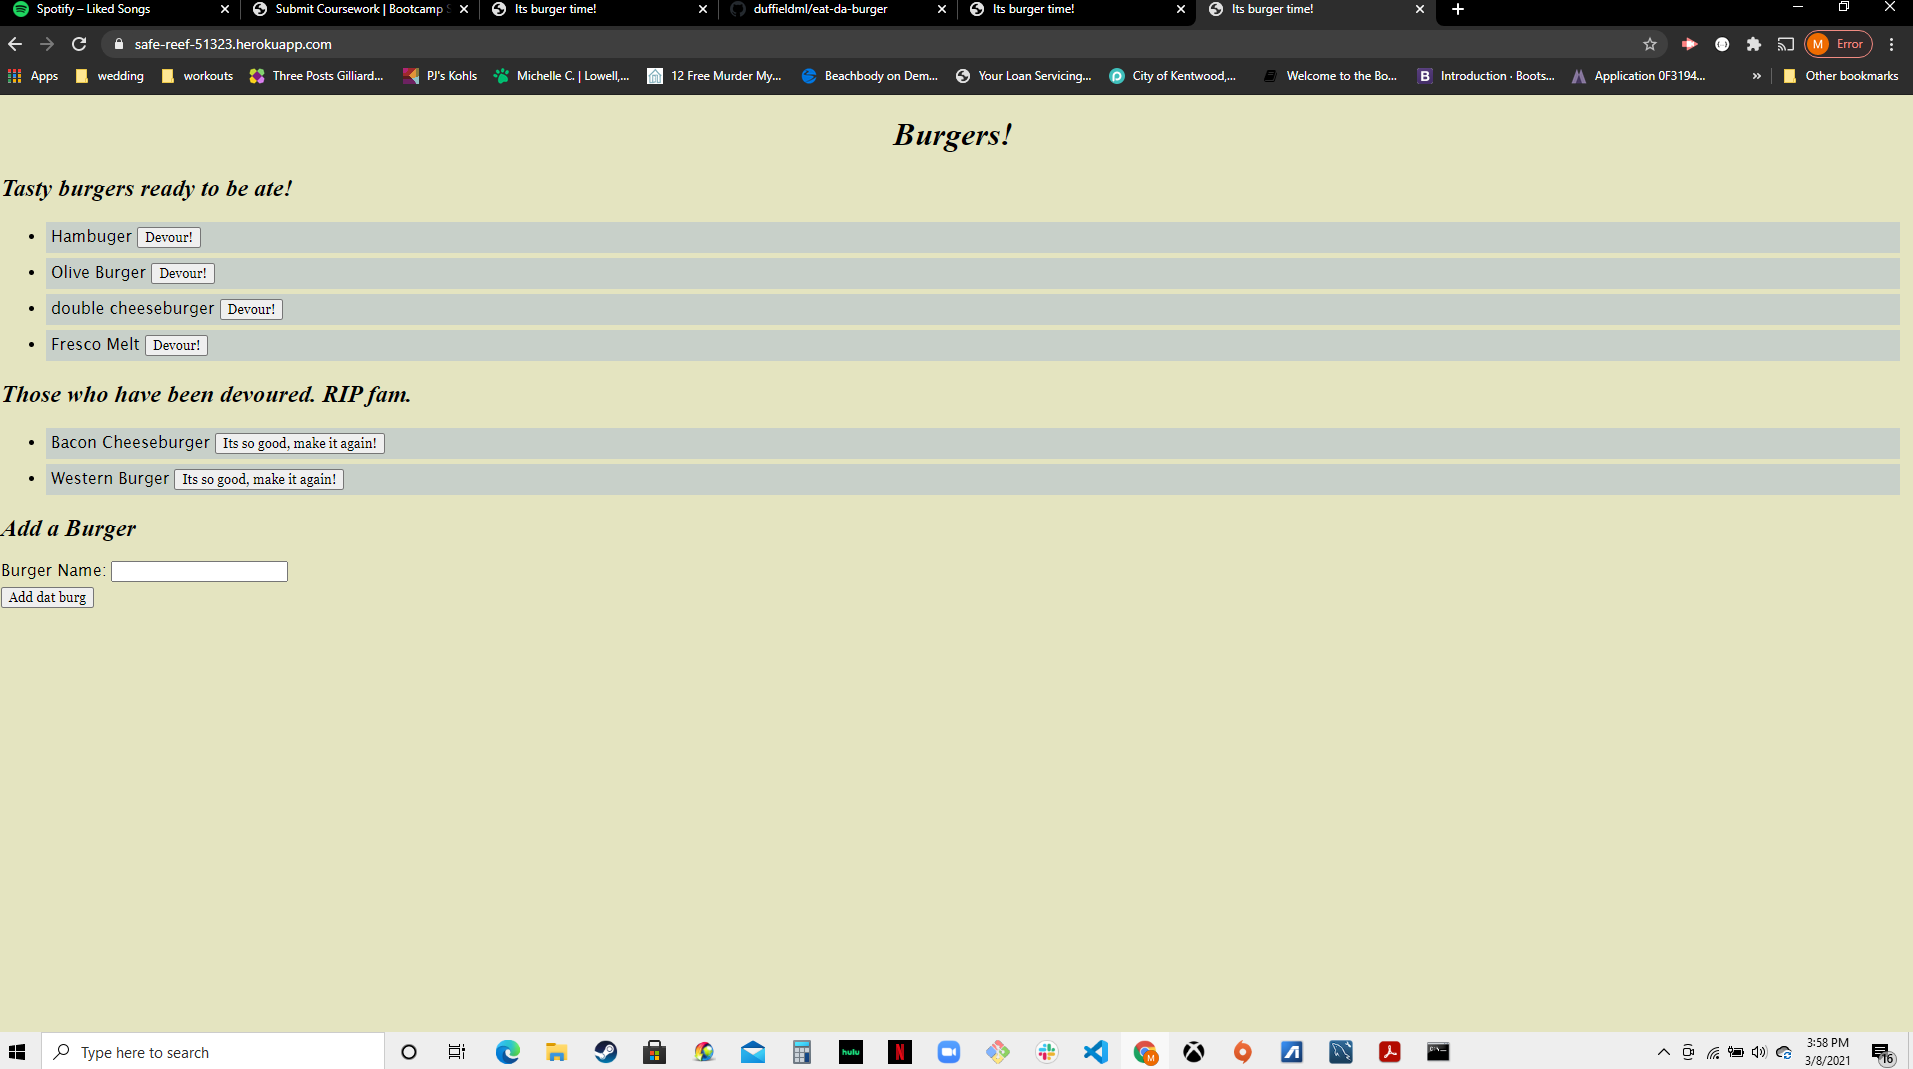 Spotify – Liked Songs
Submit Coursework | Bootcamp
Its burger time!
duffieldml/eat-da-burger
Its burger time!
Its burger time!
safe-reef-51323.herokuapp.com
M Error
Apps
wedding
workouts
Three Posts Gilliard...
PJ's Kohls
Michelle C. | Lowell,...
12 Free Murder My...
Beachbody on Dem...
Your Loan Servicing...
City of Kentwood,...
Welcome to the Bo...
B Introduction · Boots...
Application 0F3194...
»
Other bookmarks
Burgers!
Tasty burgers ready to be ate!
Hambuger Devour!
Olive Burger Devour!
double cheeseburger Devour!
Fresco Melt Devour!
Those who have been devoured. RIP fam.
Bacon Cheeseburger Its so good, make it again!
Western Burger Its so good, make it again!
Add a Burger
Burger Name:
Add dat burg
Type here to search
hulu
N
M
3:58 PM
3/8/2021
16